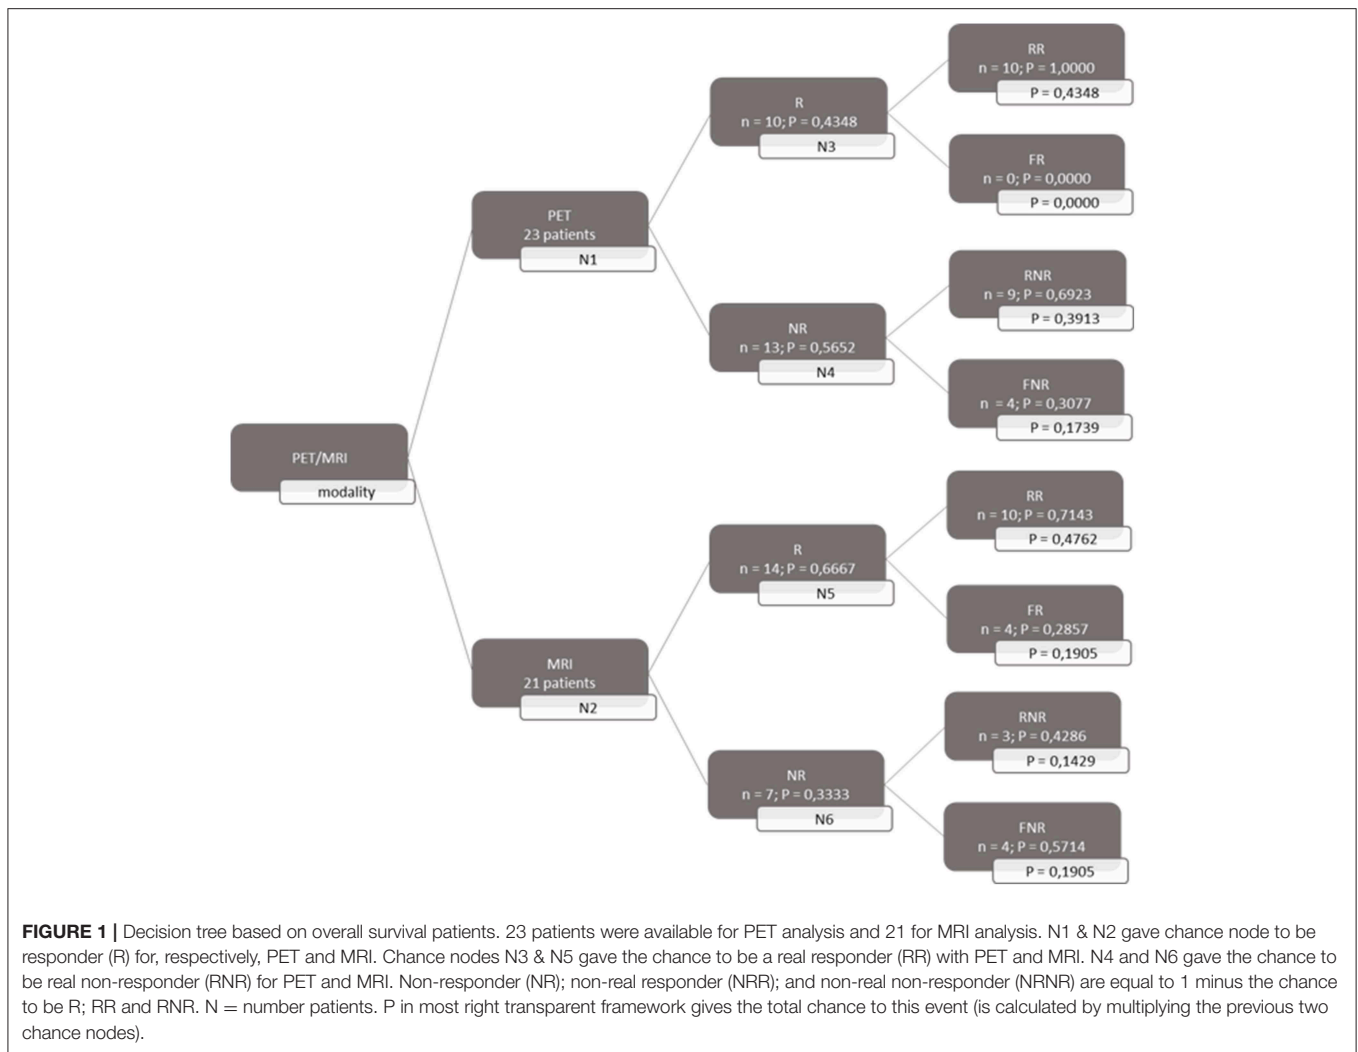 RR
n = 10; P = 1,0000
P = 0,4348
R
n = 10; P = 0,4348
N3
FR
n = 0; P = 0,0000
P = 0,0000
PET
23 patients
N1
RNR
n = 9; P = 0,6923
P = 0,3913
NR
n = 13; P = 0,5652
N4
FNR
n = 4; P = 0,3077
P = 0,1739
PET/MRI
modality
RR
n = 10; P = 0,7143
P = 0,4762
R
n = 14; P = 0,6667
N5
FR
n = 4; P = 0,2857
P = 0,1905
MRI
21 patients
N2
RNR
n = 3; P = 0,4286
P = 0,1429
NR
n = 7; P = 0,3333
N6
FNR
n = 4; P = 0,5714
P = 0,1905
FIGURE 1 | Decision tree based on overall survival patients. 23 patients were available for PET analysis and 21 for MRI analysis. N1 & N2 gave chance node to be
responder (R) for, respectively, PET and MRI. Chance nodes N3 & N5 gave the chance to be a real responder (RR) with PET and MRI. N4 and N6 gave the chance to
be real non-responder (RNR) for PET and MRI. Non-responder (NR); non-real responder (NRR); and non-real non-responder (NRNR) are equal to 1 minus the chance
to be R; RR and RNR. N = number patients. P in most right transparent framework gives the total chance to this event (is calculated by multiplying the previous two
chance nodes).